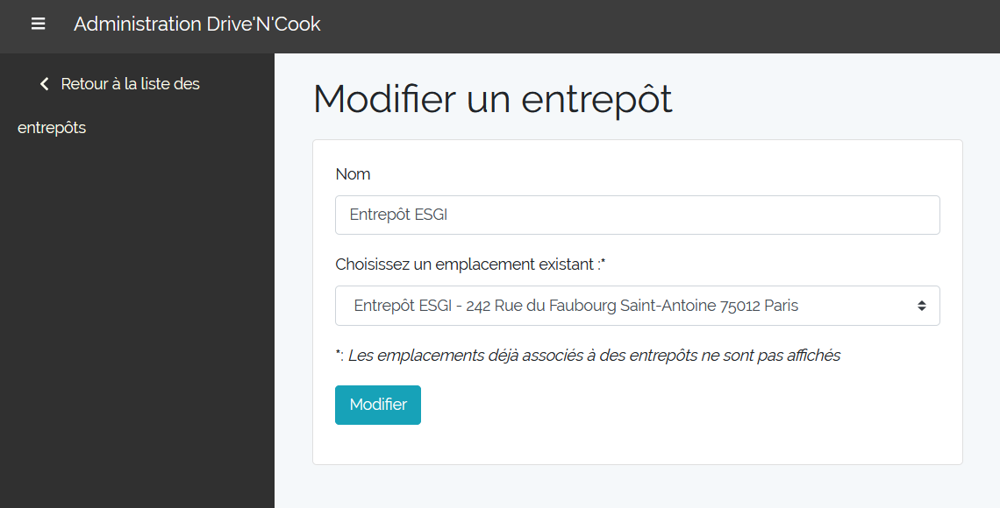 Administration Drive'N'Cook
Retour à la liste des
entrepôts
Modifier un entrepôt
Nom
Entrepôt ESGI
Choisissez un emplacement existant :*
Entrepôt ESGI - 242 Rue du Faubourg Saint-Antoine 75012 Paris
*: Les emplacements déjà associés à des entrepôts ne sont pas affichés
Modifier